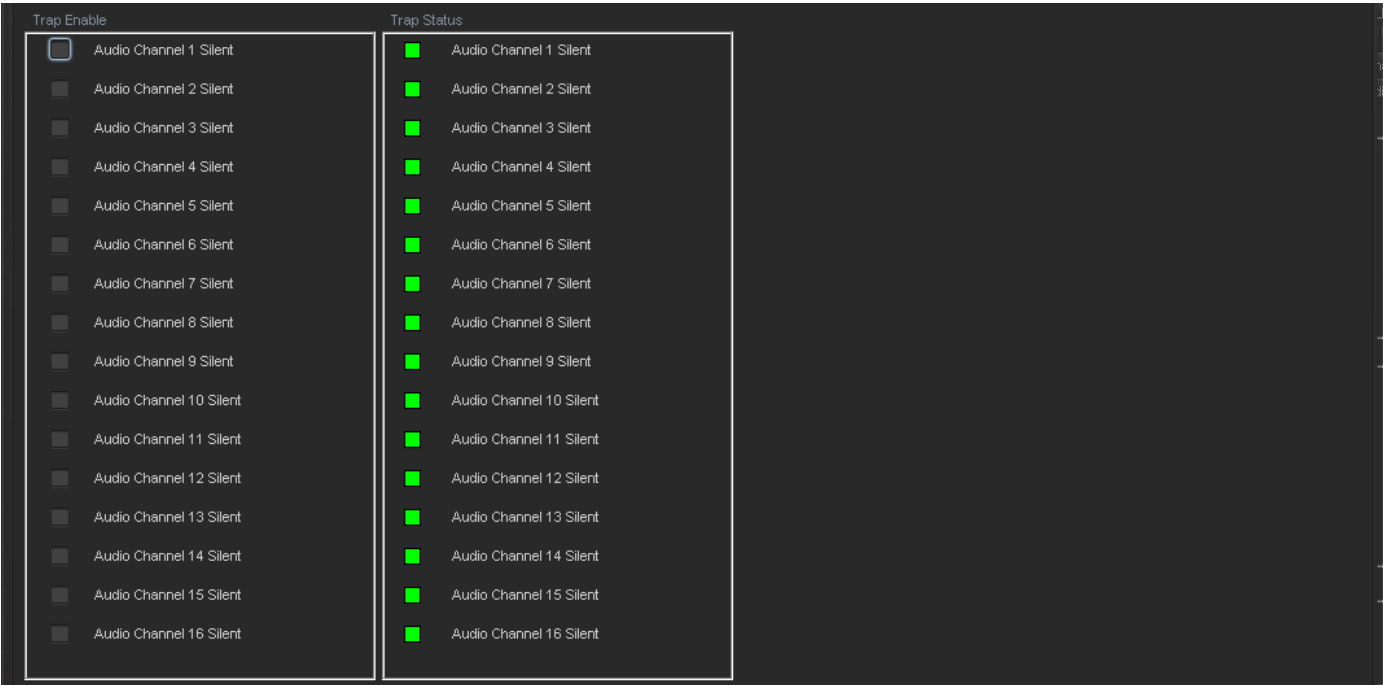 Trap Enable
Audio Channel 1 Silent
Audio Channel 2 Silent
Audio Channel 3 Silent
Audio Channel 4 Silent
Audio Channel 5 Silent
Audio Channel 6 Silent
Audio Channel 7 Silent
Audio Channel 8 Silent
Audio Channel 9 Silent
Audio Channel 10 Silent
Audio Channel 11 Silent
Audio Channel 12 Silent
Audio Channel 13 Silent
Audio Channel 14 Silent
Audio Channel 15 Silent
Audio Channel 16 Silent
Trap Status
Audio Channel 1 Silent
Audio Channel 2 Silent
Audio Channel 3 Silent
Audio Channel 4 Silent
Audio Channel 5 Silent
Audio Channel 6 Silent
Audio Channel 7 Silent
Audio Channel 8 Silent
Audio Channel 9 Silent
Audio Channel 10 Silent
Audio Channel 11 Silent
Audio Channel 12 Silent
Audio Channel 13 Silent
Audio Channel 14 Silent
Audio Channel 15 Silent
Audio Channel 16 Silent